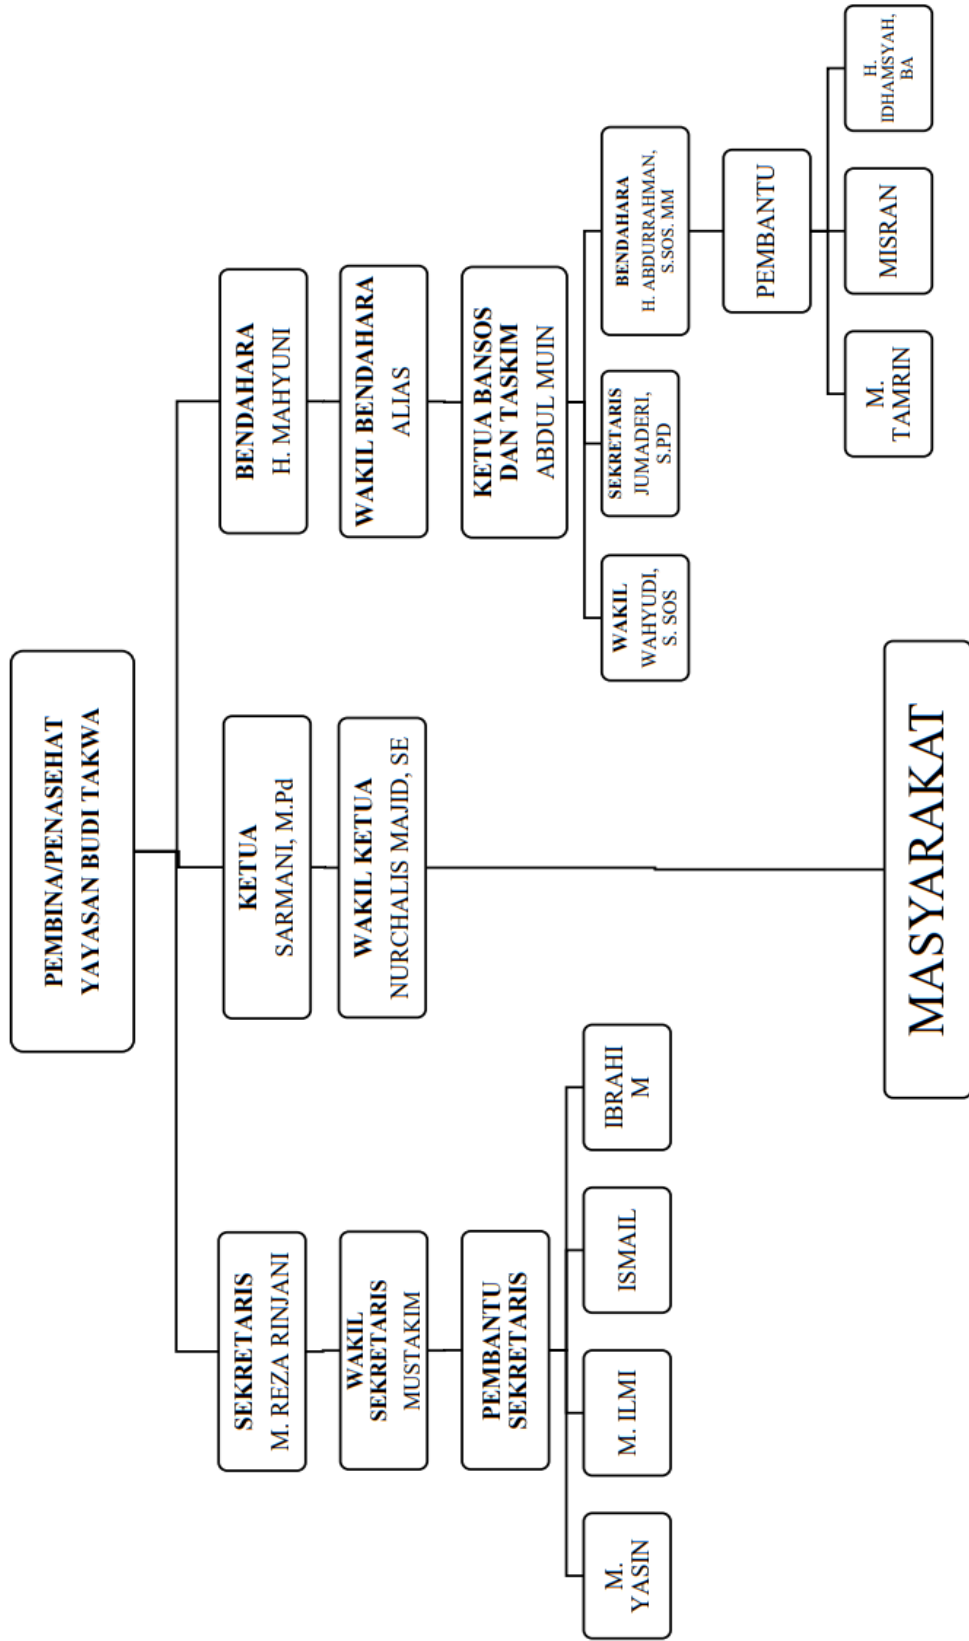 PEMBINA/PENASEHAT
YAYASAN BUDI TAKWA
SEKRETARIS
M. REZA RINJANI
KETUA
SARMANI, M.Pd
BENDAHARA
H. MAHYUNI
WAKIL
SEKRETARIS
MUSTAKIM
WAKIL KETUA
NURCHALIS MAJID, SE
WAKIL BENDAHARA
ALIAS
PEMBANTU
SEKRETARIS
KETUA BANSOS
DAN TASKIM
ABDUL MUIN
M.
YASIN
M. ILMI
ISMAIL
IBRAHI
M
WAKIL
WAHYUDI,
S. SOS
SEKRETARIS
JUMADERI,
S.PD
BENDAHARA
H. ABDURRAHMAN,
S.SOS. MM
PEMBANTU
M.
TAMRIN
MISRAN
H.
IDHAMSYAH,
BA
MASYARAKAT